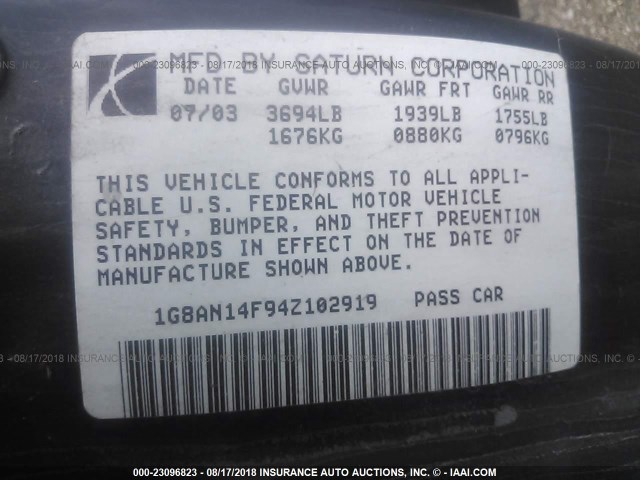 MFD BY SATURN CORPORATION
DATE GVWR GAWR FRT GAWR RR
07/03 3694LB 1939LB 1755LB
1676KG 0880KG 0796KG
THIS VEHICLE CONFORMS TO ALL APPLI-
CABLE U.S. FEDERAL MOTOR VEHICLE
SAFETY, BUMPER, AND THEFT PREVENTION
STANDARDS IN EFFECT ON THE DATE OF
MANUFACTURE SHOWN ABOVE.
1G8AN14F94Z102919 PASS CAR
000-23096823 - 08/17/2018 INSURANCE AUTO AUCTIONS, INC. - IAAI.COM